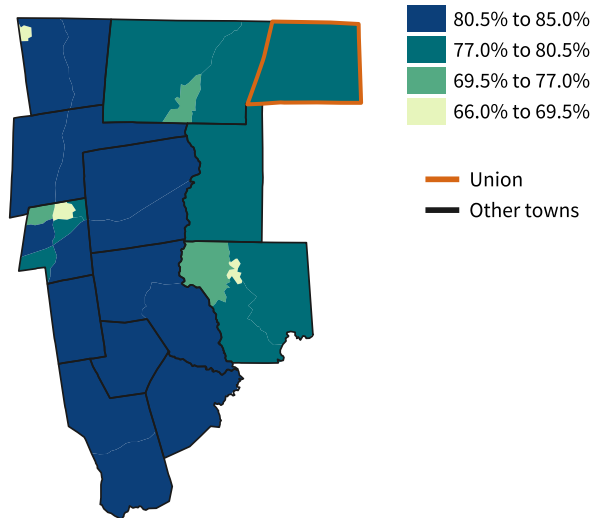 80.5% to 85.0%
77.0% to 80.5%
69.5% to 77.0%
66.0% to 69.5%
Union
Other towns